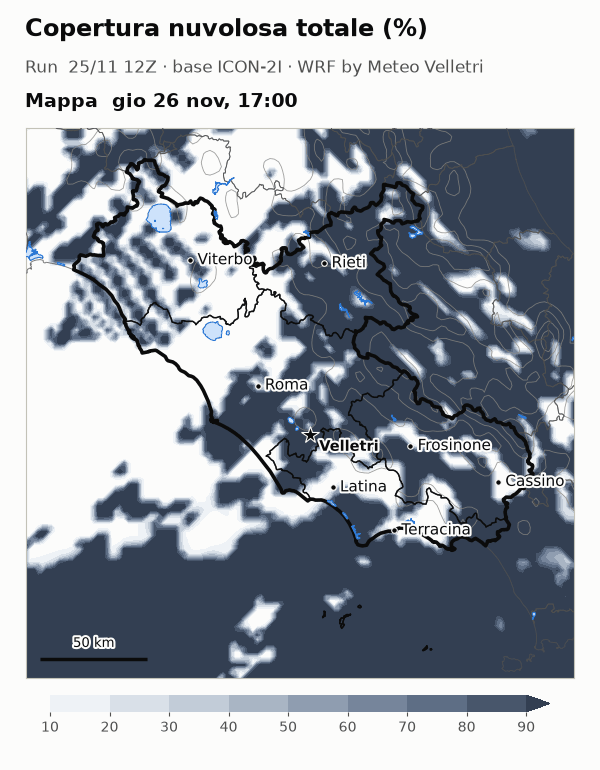 Copertura nuvolosa totale (%)
Run 25/11 12Z · base ICON-2I · WRF by Meteo Velletri
Mappa gio 26 nov, 17:00
Viterbo
Rieti
Roma
Velletri
Frosinone
Cassino
Latina
Terracina
50 km
10 20 30 40 50 60 70 80 90